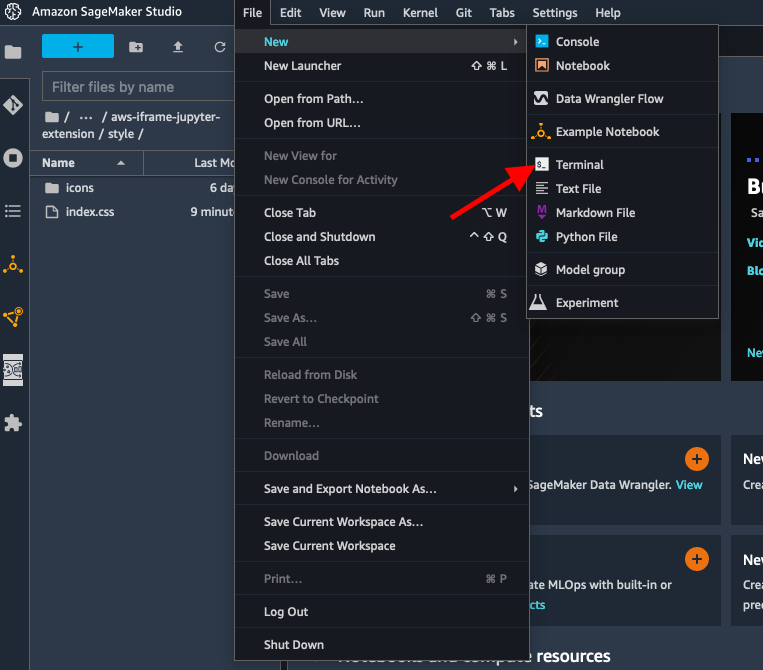 Amazon SageMaker Studio
File Edit View Run Kernel Git Tabs Settings Help
+
Filter files by name
/ ··· / aws-iframe-jupyter-
extension / style /
Name Last Mo
icons 6 da
index.css 9 minut
New
New Launcher ⇧ ⌘ L
Open from Path...
Open from URL...
New View for
New Console for Activity
Close Tab ⌥ W
Close and Shutdown ^ ⇧ Q
Close All Tabs
Save ⌘ S
Save As... ⇧ ⌘ S
Save All
Reload from Disk
Revert to Checkpoint
Rename...
Download
Save and Export Notebook As...
Save Current Workspace As...
Save Current Workspace
Print... ⌘ P
Log Out
Shut Down
Console
Notebook
Data Wrangler Flow
Example Notebook
$_ Terminal
Text File
M Markdown File
Python File
Model group
Experiment
Sa
Vi
Blo
Ne
ts
+
SageMaker Data Wrangler. View
New
Crea
+
ate MLOps with built-in or
cts
New
Crea
pre
Notebooks and compute resources